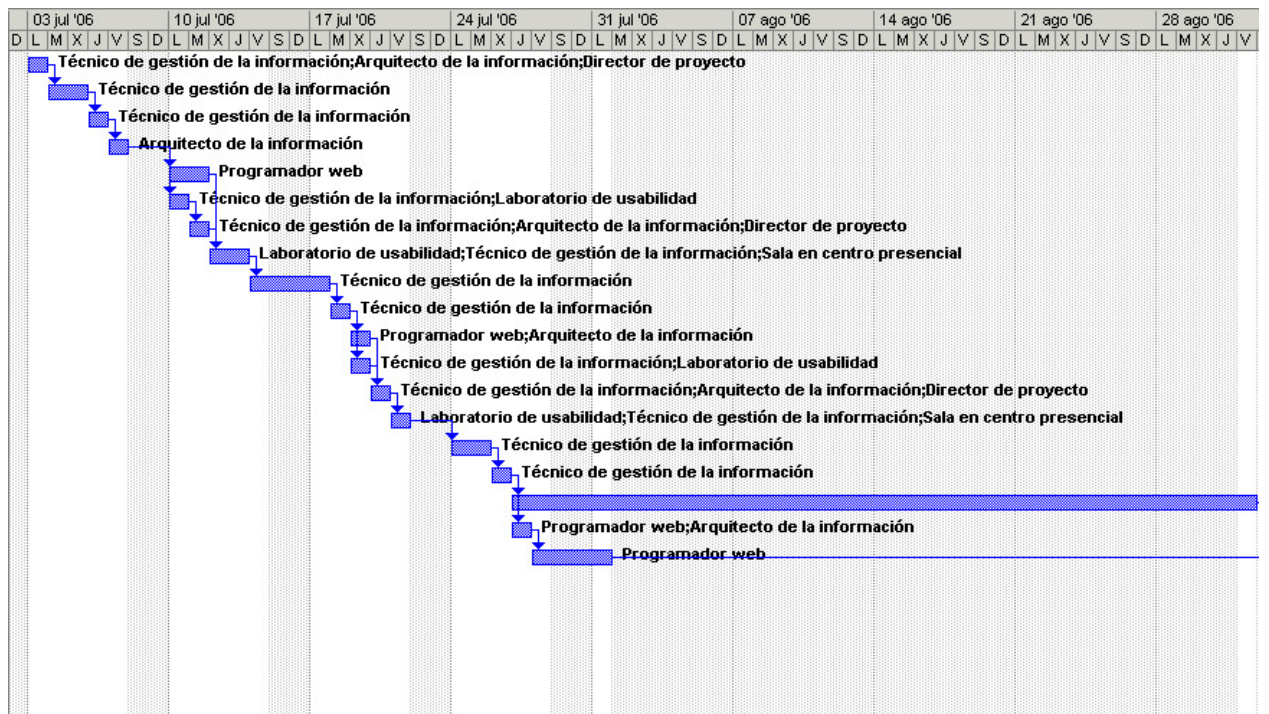 03 jul '06 10 jul '06 17 jul '06 24 jul '06 31 jul '06 07 ago '06 14 ago '06 21 ago '06 28 ago '06
D L M X J V S D L M X J V S D L M X J V S D L M X J V S D L M X J V S D L M X J V S D L M X J V S D L M X J V S D L M X J V
Técnico de gestión de la información;Arquitecto de la información;Director de proyecto
Técnico de gestión de la información
Técnico de gestión de la información
Arquitecto de la información
Programador web
Técnico de gestión de la información;Laboratorio de usabilidad
Técnico de gestión de la información;Arquitecto de la información;Director de proyecto
Laboratorio de usabilidad;Técnico de gestión de la información;Sala en centro presencial
Técnico de gestión de la información
Técnico de gestión de la información
Programador web;Arquitecto de la información
Técnico de gestión de la información;Laboratorio de usabilidad
Técnico de gestión de la información;Arquitecto de la información;Director de proyecto
Laboratorio de usabilidad;Técnico de gestión de la información;Sala en centro presencial
Técnico de gestión de la información
Técnico de gestión de la información
Programador web;Arquitecto de la información
Programador web